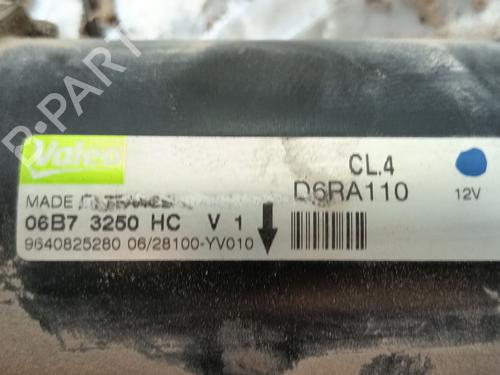 B-PARTS
Valeo
CL.4
D6RA110
12V
MADE IN FRANCE
06B7 3250 HC V 1
9640825280 06/28100-YV010